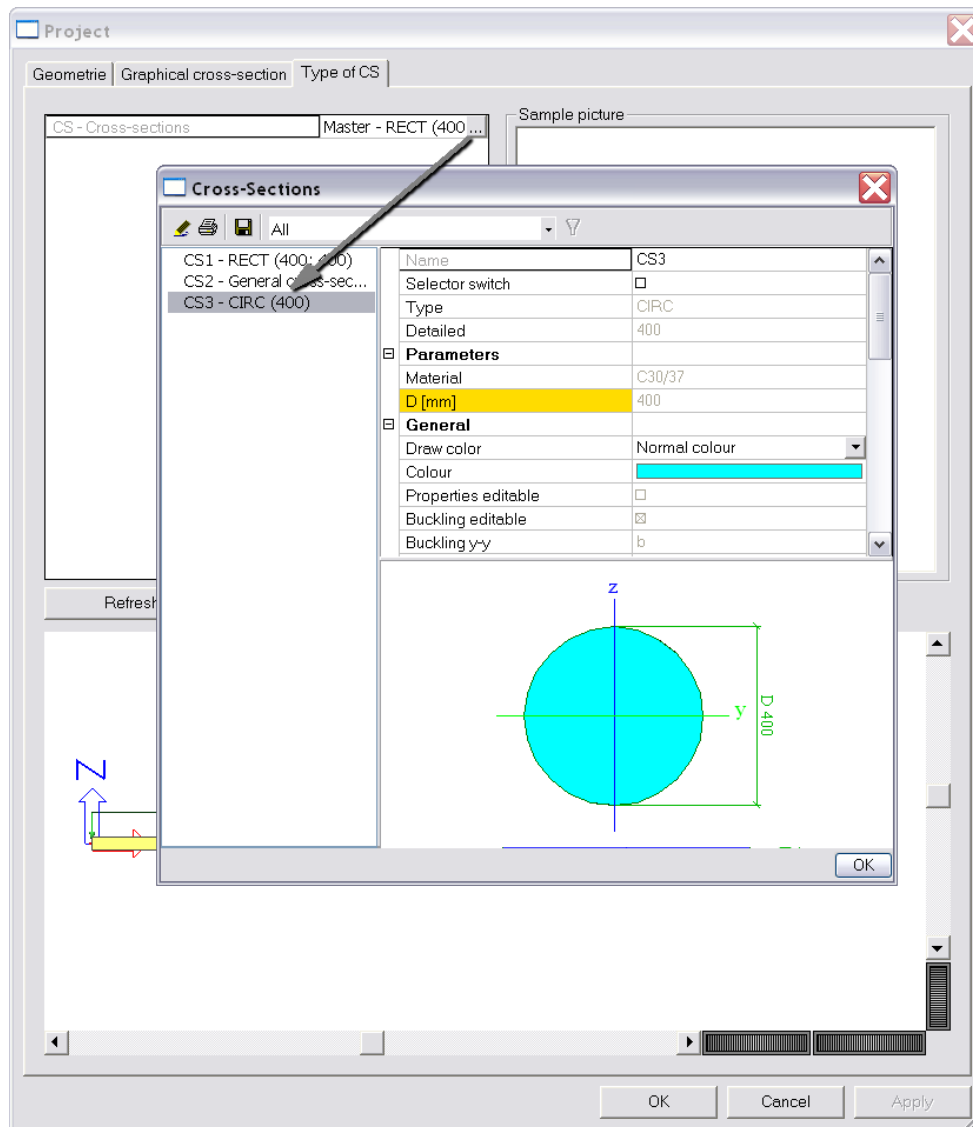 Project
Geometrie Graphical cross-section Type of CS
CS - Cross-sections Master - RECT (400 ...
Sample picture
Cross-Sections
All
CS1 - RECT (400; 400)
CS2 - General cross-sec...
CS3 - CIRC (400)
Name CS3
Selector switch
Type CIRC
Detailed 400
Parameters
Material C30/37
D [mm] 400
General
Draw color Normal colour
Colour
Properties editable
Buckling editable
Buckling y-y b
Refresh
z
y
D 400
Z
OK
OK Cancel Apply